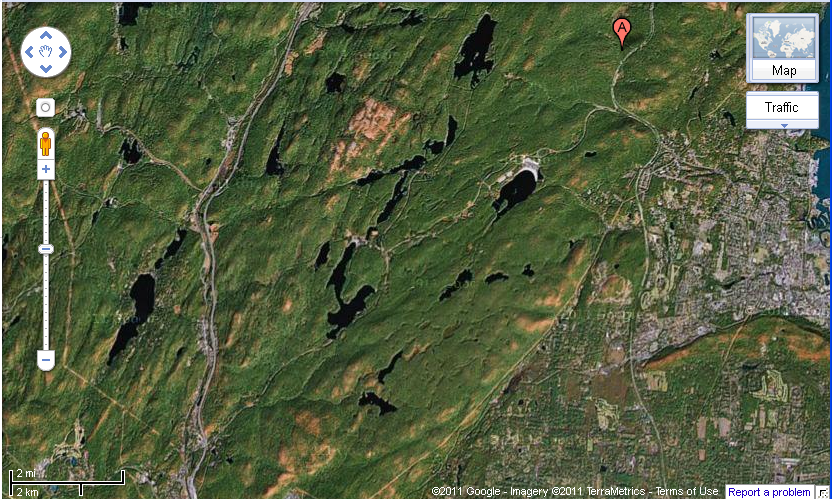 A
Map
Traffic
2 mi
2 km
©2011 Google - Imagery ©2011 TerraMetrics - Terms of Use
Report a problem